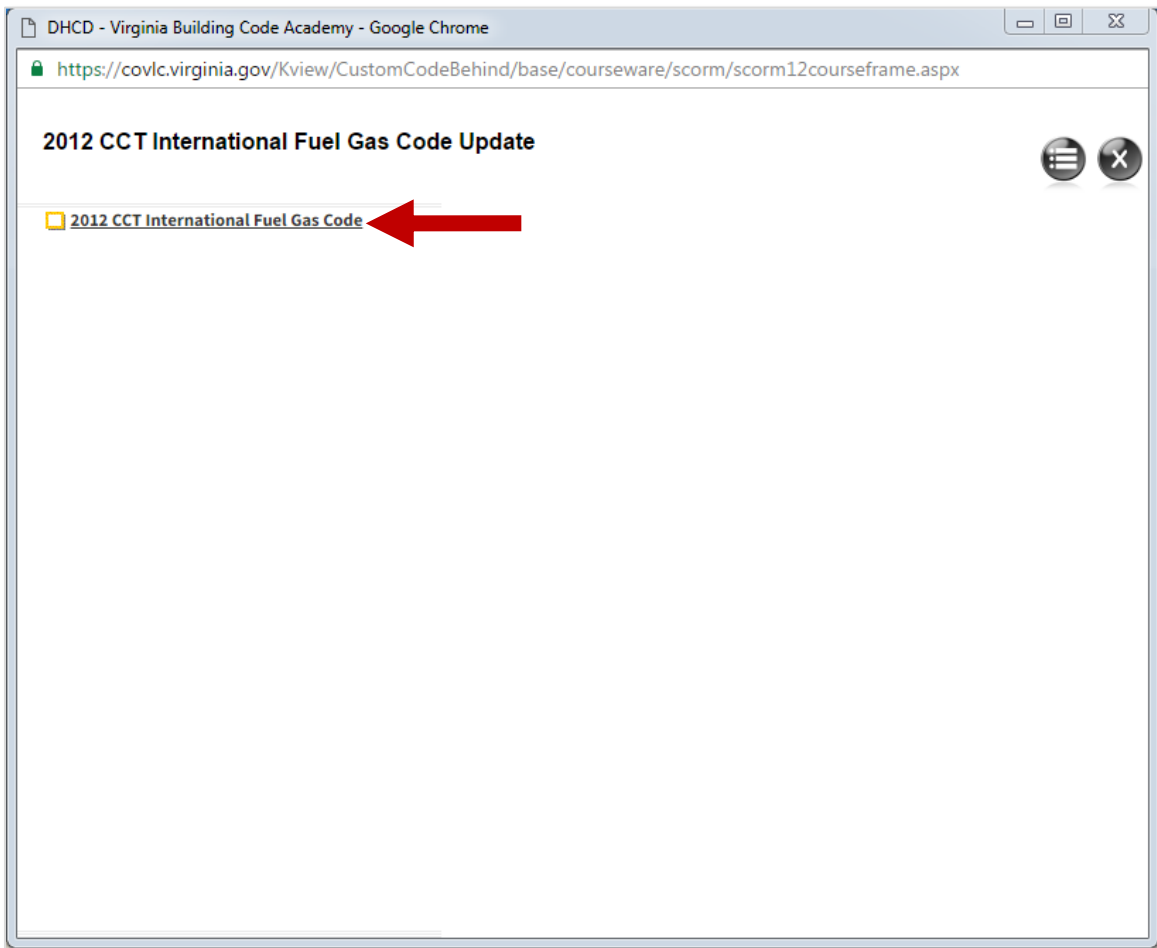 DHCD - Virginia Building Code Academy - Google Chrome
https://covlc.virginia.gov/Kview/CustomCodeBehind/base/courseware/scorm/scorm12courseframe.aspx
2012 CCT International Fuel Gas Code Update
2012 CCT International Fuel Gas Code